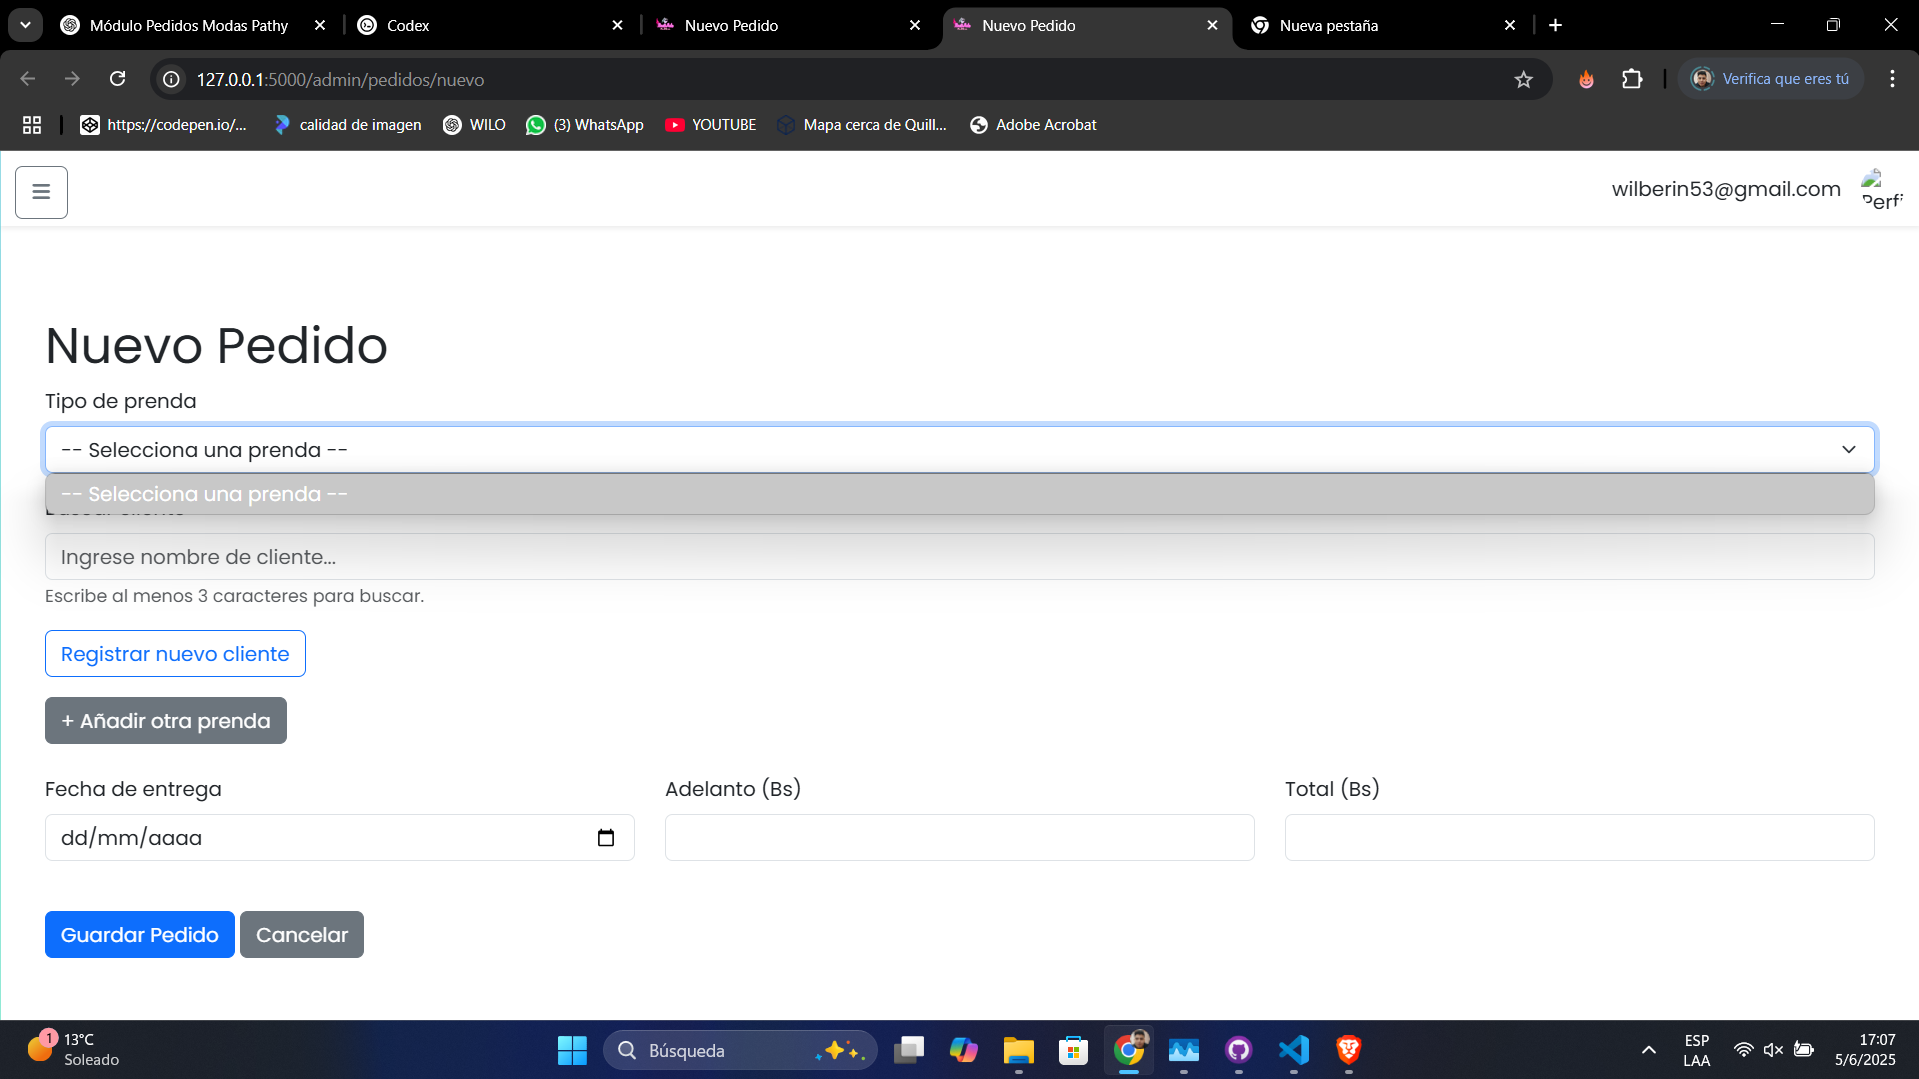 Módulo Pedidos Modas Pathy
Codex
Nuevo Pedido
Nuevo Pedido
Nueva pestaña
127.0.0.1:5000/admin/pedidos/nuevo
Verifica que eres tú
https://codepen.io/...
calidad de imagen
WILO
(3) WhatsApp
YOUTUBE
Mapa cerca de Quill...
Adobe Acrobat
wilberin53@gmail.com
Perfi
Nuevo Pedido
Tipo de prenda
-- Selecciona una prenda --
-- Selecciona una prenda --
Ingrese nombre de cliente...
Escribe al menos 3 caracteres para buscar.
Registrar nuevo cliente
+ Añadir otra prenda
Fecha de entrega
Adelanto (Bs)
Total (Bs)
dd/mm/aaaa
Guardar Pedido
Cancelar
1
13°C
Soleado
Búsqueda
ESP
LAA
17:07
5/6/2025